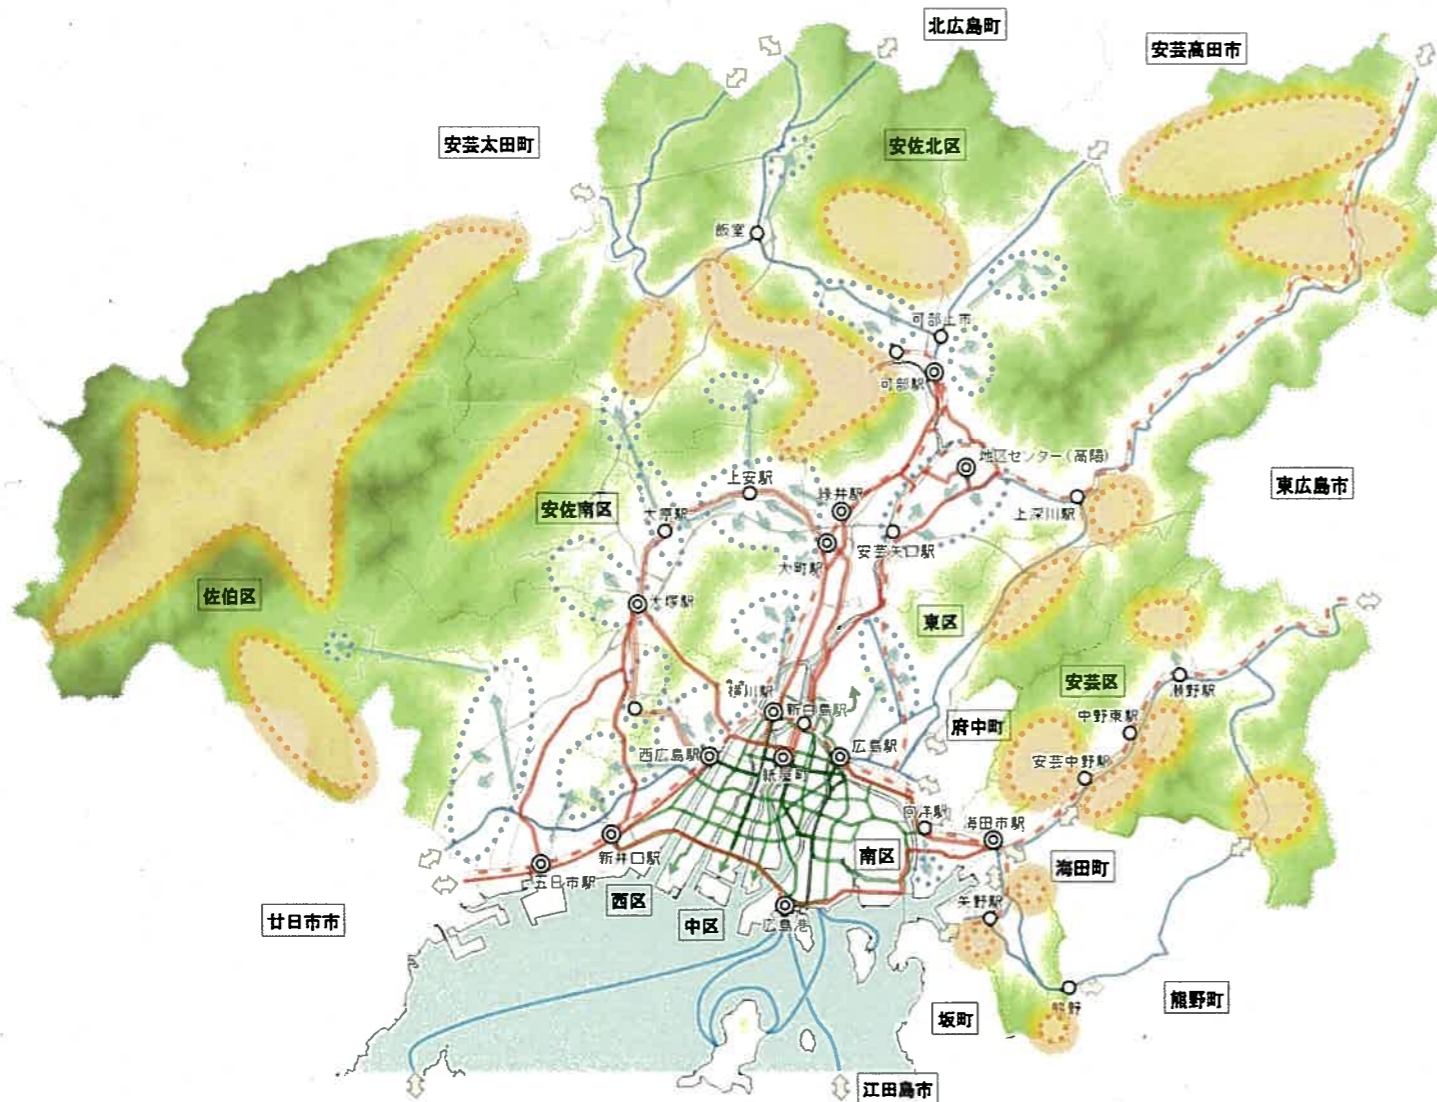 北広島町
安芸高田市
安芸太田町
安佐北区
飯室
可部上市
可部駅
地区センター(高陽)
上安駅
緑井駅
東広島市
安佐南区
大原駅
上深川駅
安芸矢口駅
大町駅
佐伯区
大塚駅
東区
安芸区
瀬野駅
横川駅
新白島駅
中野東駅
府中町
西広島駅
紙屋町
広島駅
安芸中野駅
向洋駅
海田市駅
新井口駅
南区
海田町
五日市駅
西区
中区
広島港
矢野駅
廿日市市
熊野町
熊野
坂町
江田島市